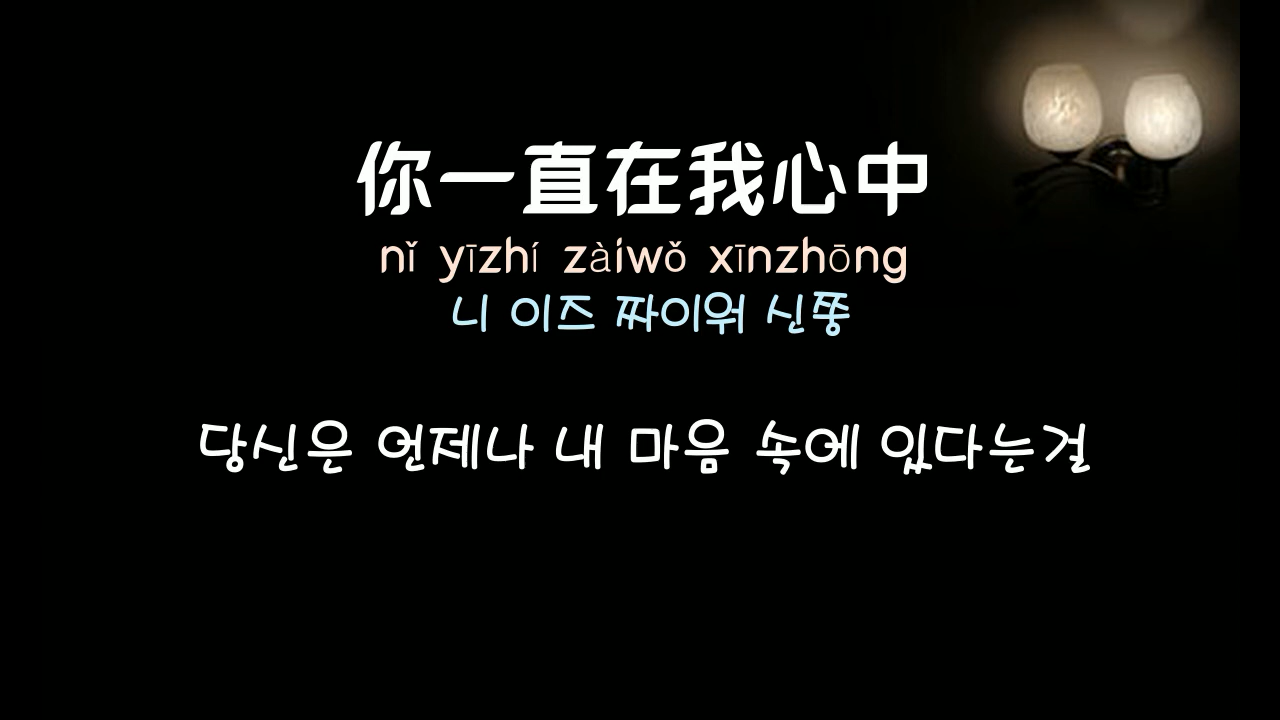 你一直在我心中
nǐ yīzhí zàiwǒ xīnzhōng
니 이즈 짜이워 신쭝
당신은 언제나 내 마음 속에 있다는걸